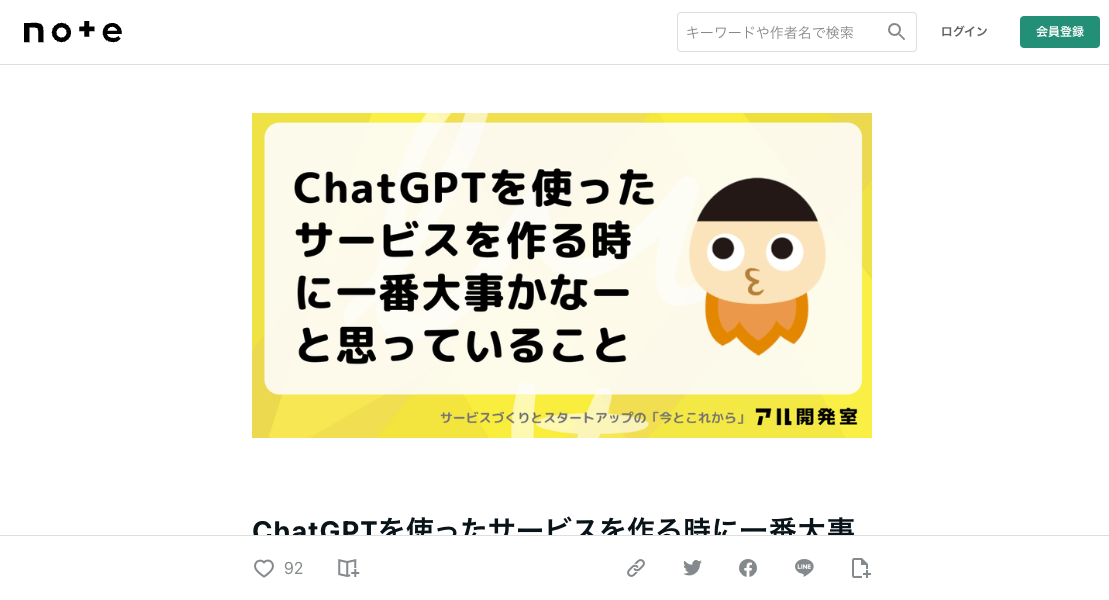 note
キーワードや作者名で検索
ログイン
会員登録
ChatGPTを使った
サービスを作る時
に一番大事かなー
と思っていること
サービスづくりとスタートアップの「今とこれから」 アル開発室
ChatGPTを使ったサービスを作る時に一番大事
92
LINE